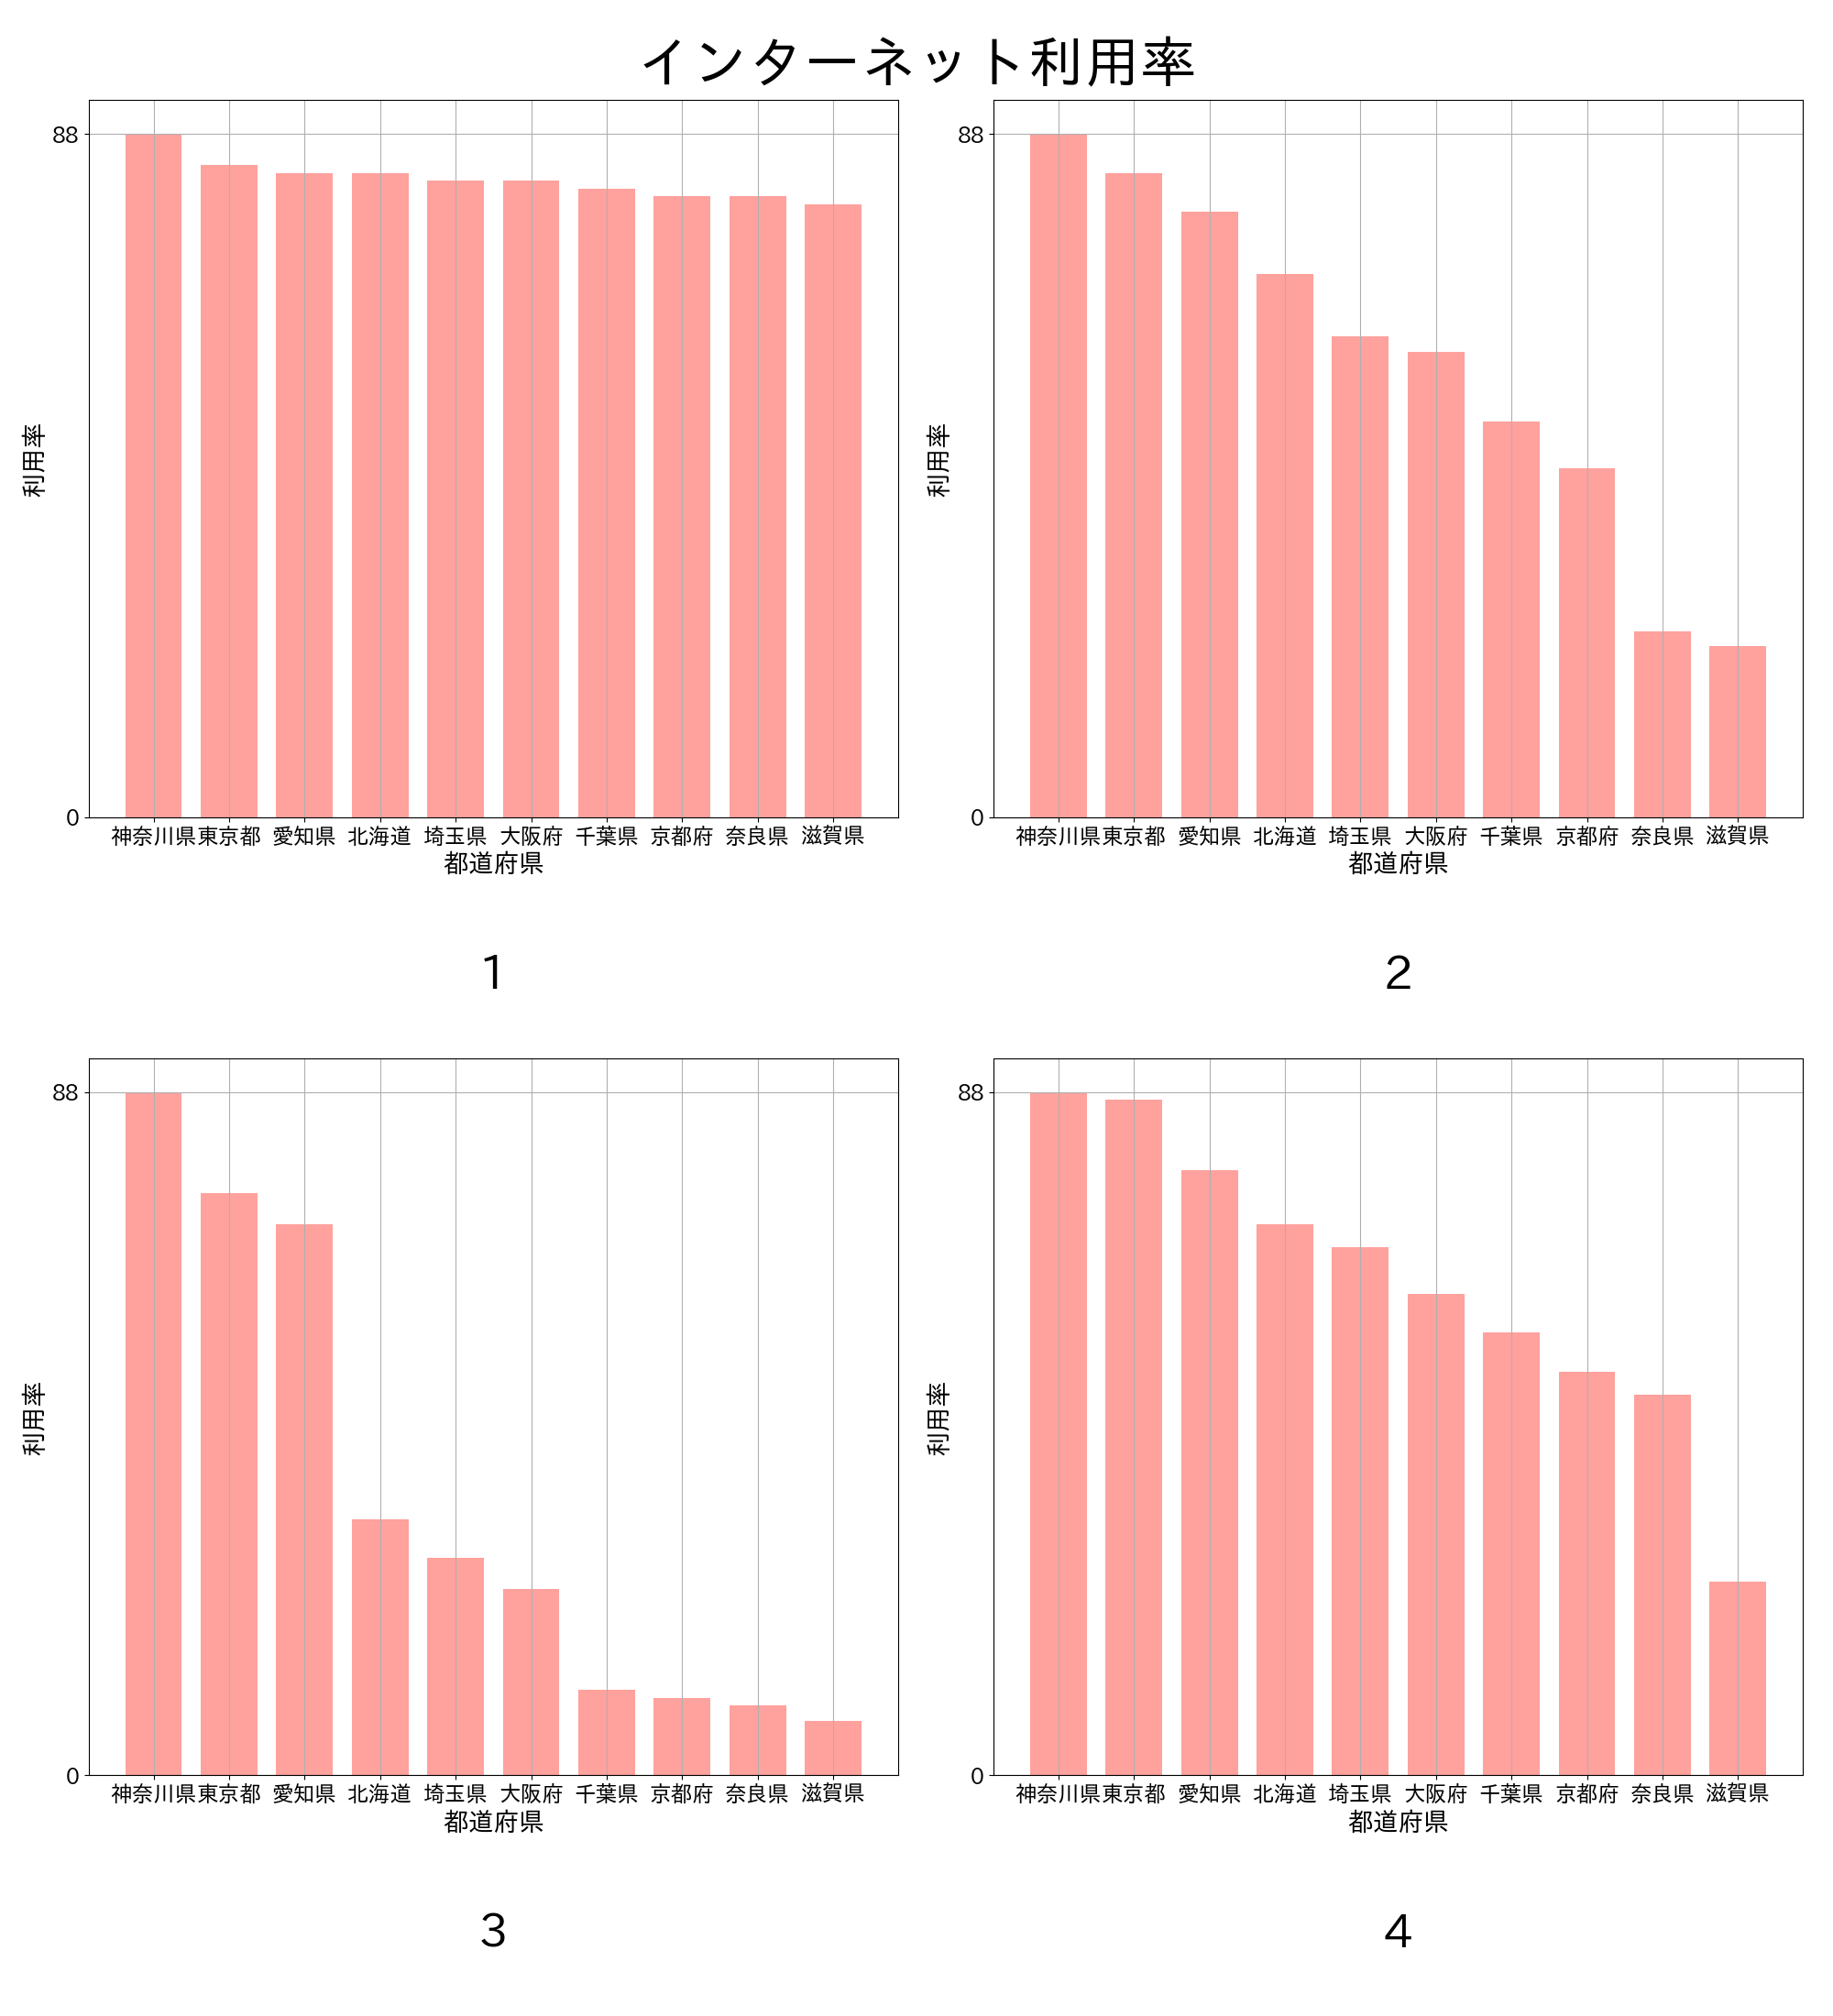 インターネット利用率
88
0
利用率
神奈川県 東京都 愛知県 北海道 埼玉県 大阪府 千葉県 京都府 奈良県 滋賀県
都道府県
1
88
0
利用率
神奈川県 東京都 愛知県 北海道 埼玉県 大阪府 千葉県 京都府 奈良県 滋賀県
都道府県
2
88
0
利用率
神奈川県 東京都 愛知県 北海道 埼玉県 大阪府 千葉県 京都府 奈良県 滋賀県
都道府県
3
88
0
利用率
神奈川県 東京都 愛知県 北海道 埼玉県 大阪府 千葉県 京都府 奈良県 滋賀県
都道府県
4